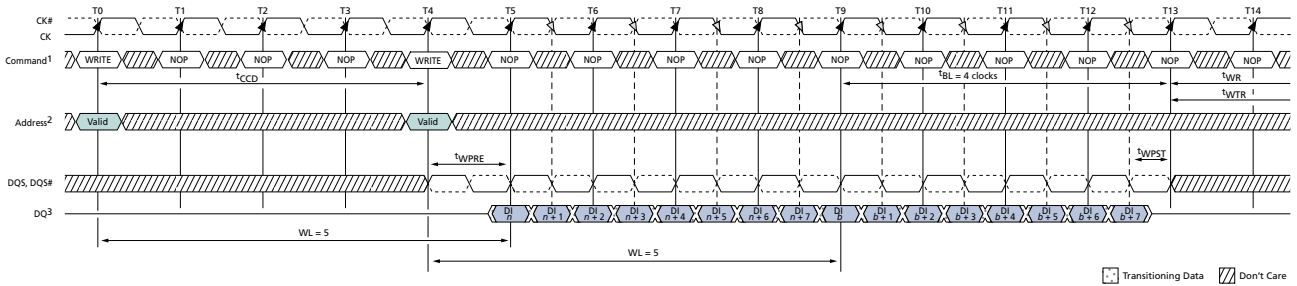 T0 T1 T2 T3 T4 T5 T6 T7 T8 T9 T10 T11 T12 T13 T14
CK#
CK
Command1 WRITE NOP NOP NOP WRITE NOP NOP NOP NOP NOP NOP NOP NOP NOP NOP
tCCD tBL = 4 clocks tWR
tWTR
Address2 Valid Valid
tWPRE tWPST
DQS, DQS#
DQ3 DI n DI n + 1 DI n + 2 DI n + 3 DI n + 4 DI n + 5 DI n + 6 DI n + 7 DI b DI b + 1 DI b + 2 DI b + 3 DI b + 4 DI b + 5 DI b + 6 DI b + 7
WL = 5
WL = 5
Transitioning Data Don't Care